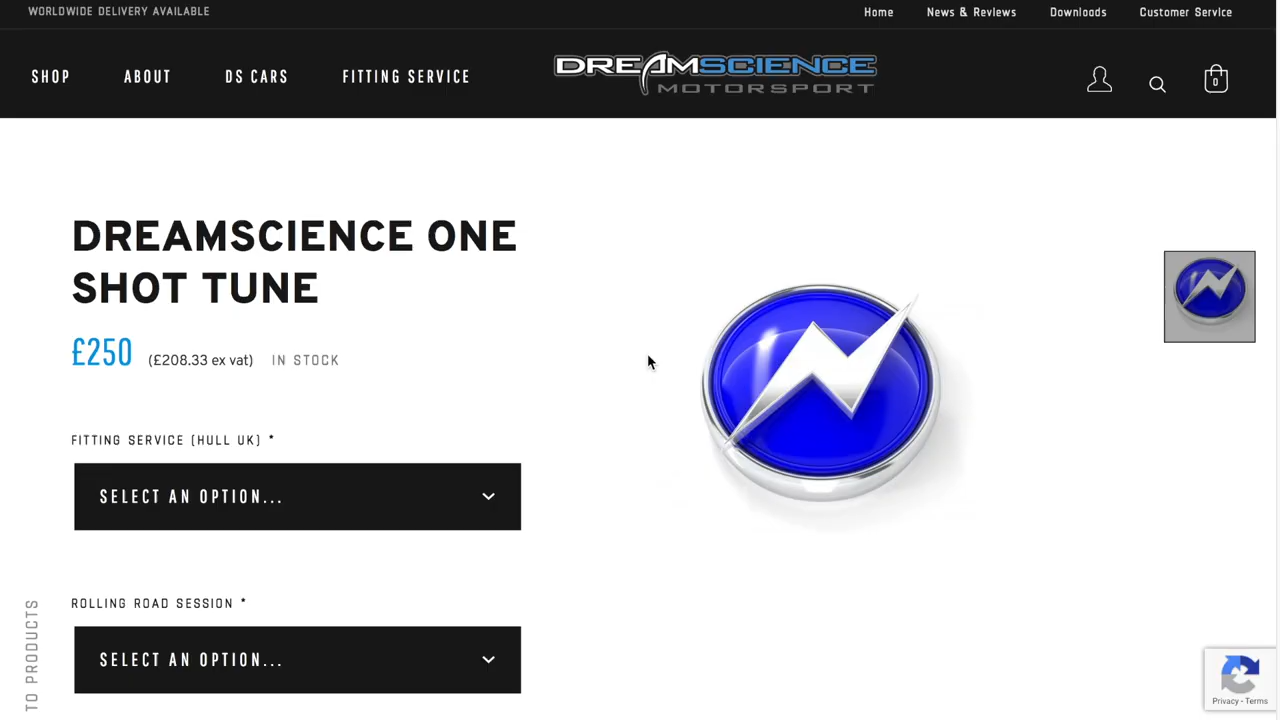 WORLDWIDE DELIVERY AVAILABLE
Home News & Reviews Downloads Customer Service
SHOP ABOUT DS CARS FITTING SERVICE
DREAMSCIENCE
MOTORSPORT
0
DREAMSCIENCE ONE
SHOT TUNE
£250 (£208.33 ex vat) IN STOCK
FITTING SERVICE (HULL UK) *
SELECT AN OPTION...
ROLLING ROAD SESSION *
SELECT AN OPTION...
TO PRODUCTS
Privacy - Terms